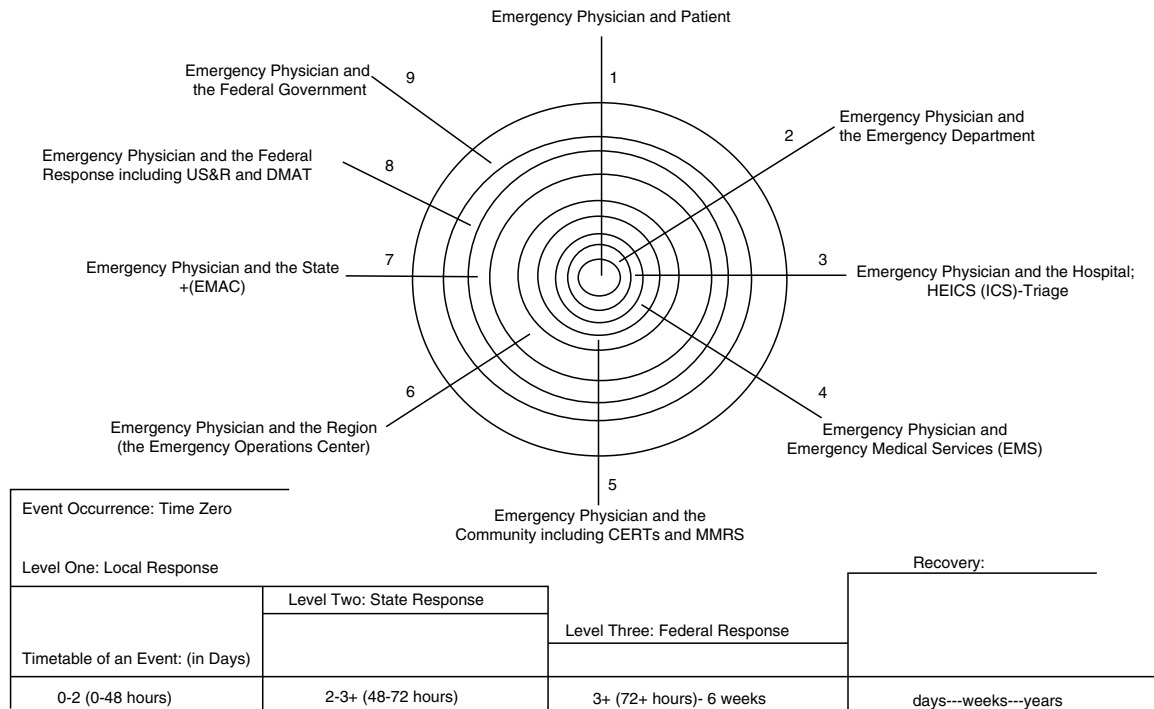 Emergency Physician and Patient
1
Emergency Physician and
the Emergency Department
2
Emergency Physician and the Hospital;
HEICS (ICS)-Triage
3
Emergency Physician and
Emergency Medical Services (EMS)
4
5
Emergency Physician and the
Community including CERTs and MMRS
6
Emergency Physician and the Region
(the Emergency Operations Center)
7
Emergency Physician and the State
+(EMAC)
8
Emergency Physician and the Federal
Response including US&R and DMAT
9
Emergency Physician and
the Federal Government
Event Occurrence: Time Zero
Level One: Local Response
Level Two: State Response
Level Three: Federal Response
Recovery:
Timetable of an Event: (in Days)
0-2 (0-48 hours)
2-3+ (48-72 hours)
3+ (72+ hours)- 6 weeks
days---weeks---years